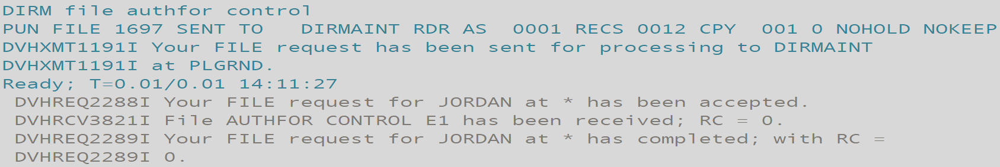 DIRM file authfor control
PUN FILE 1697 SENT TO   DIRMAINT RDR AS  0001 RECS 0012 CPY  001 0 NOHOLD NOKEEP
DVHXMT1191I Your FILE request has been sent for processing to DIRMAINT
DVHXMT1191I at PLGRND.
Ready; T=0.01/0.01 14:11:27
 DVHREQ2288I Your FILE request for JORDAN at * has been accepted.
 DVHRCV3821I File AUTHFOR CONTROL E1 has been received; RC = 0.
 DVHREQ2289I Your FILE request for JORDAN at * has completed; with RC =
 DVHREQ2289I 0.